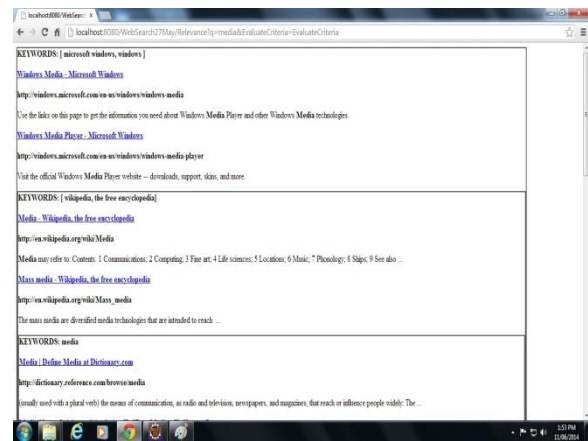 localhost:8080/WebSearc
localhost:8080/WebSearch27May/Relevance?q=media&EvaluateCriteria=EvaluateCriteria
KEYWORDS: [ microsoft windows, windows ]
Windows Media - Microsoft Windows
http://windows.microsoft.com/en-us/windows/windows-media
Use the links on this page to get the information you need about Windows Media Player and other Windows Media technologies.
Windows Media Player - Microsoft Windows
http://windows.microsoft.com/en-us/windows/windows-media-player
Visit the official Windows Media Player website -- downloads, support, skins, and more.
KEYWORDS: [ wikipedia, the free encyclopedia]
Media - Wikipedia, the free encyclopedia
http://en.wikipedia.org/wiki/Media
Media may refer to: Contents. 1 Communications; 2 Computing; 3 Fine art; 4 Life sciences; 5 Locations; 6 Music; 7 Phonology; 8 Ships; 9 See also ...
Mass media - Wikipedia, the free encyclopedia
http://en.wikipedia.org/wiki/Mass_media
The mass media are diversified media technologies that are intended to reach ...
KEYWORDS: media
Media | Define Media at Dictionary.com
http://dictionary.reference.com/browse/media
(usually used with a plural verb) the means of communication, as radio and television, newspapers, and magazines, that reach or influence people widely: The ...
1:53 PM
11/06/2014